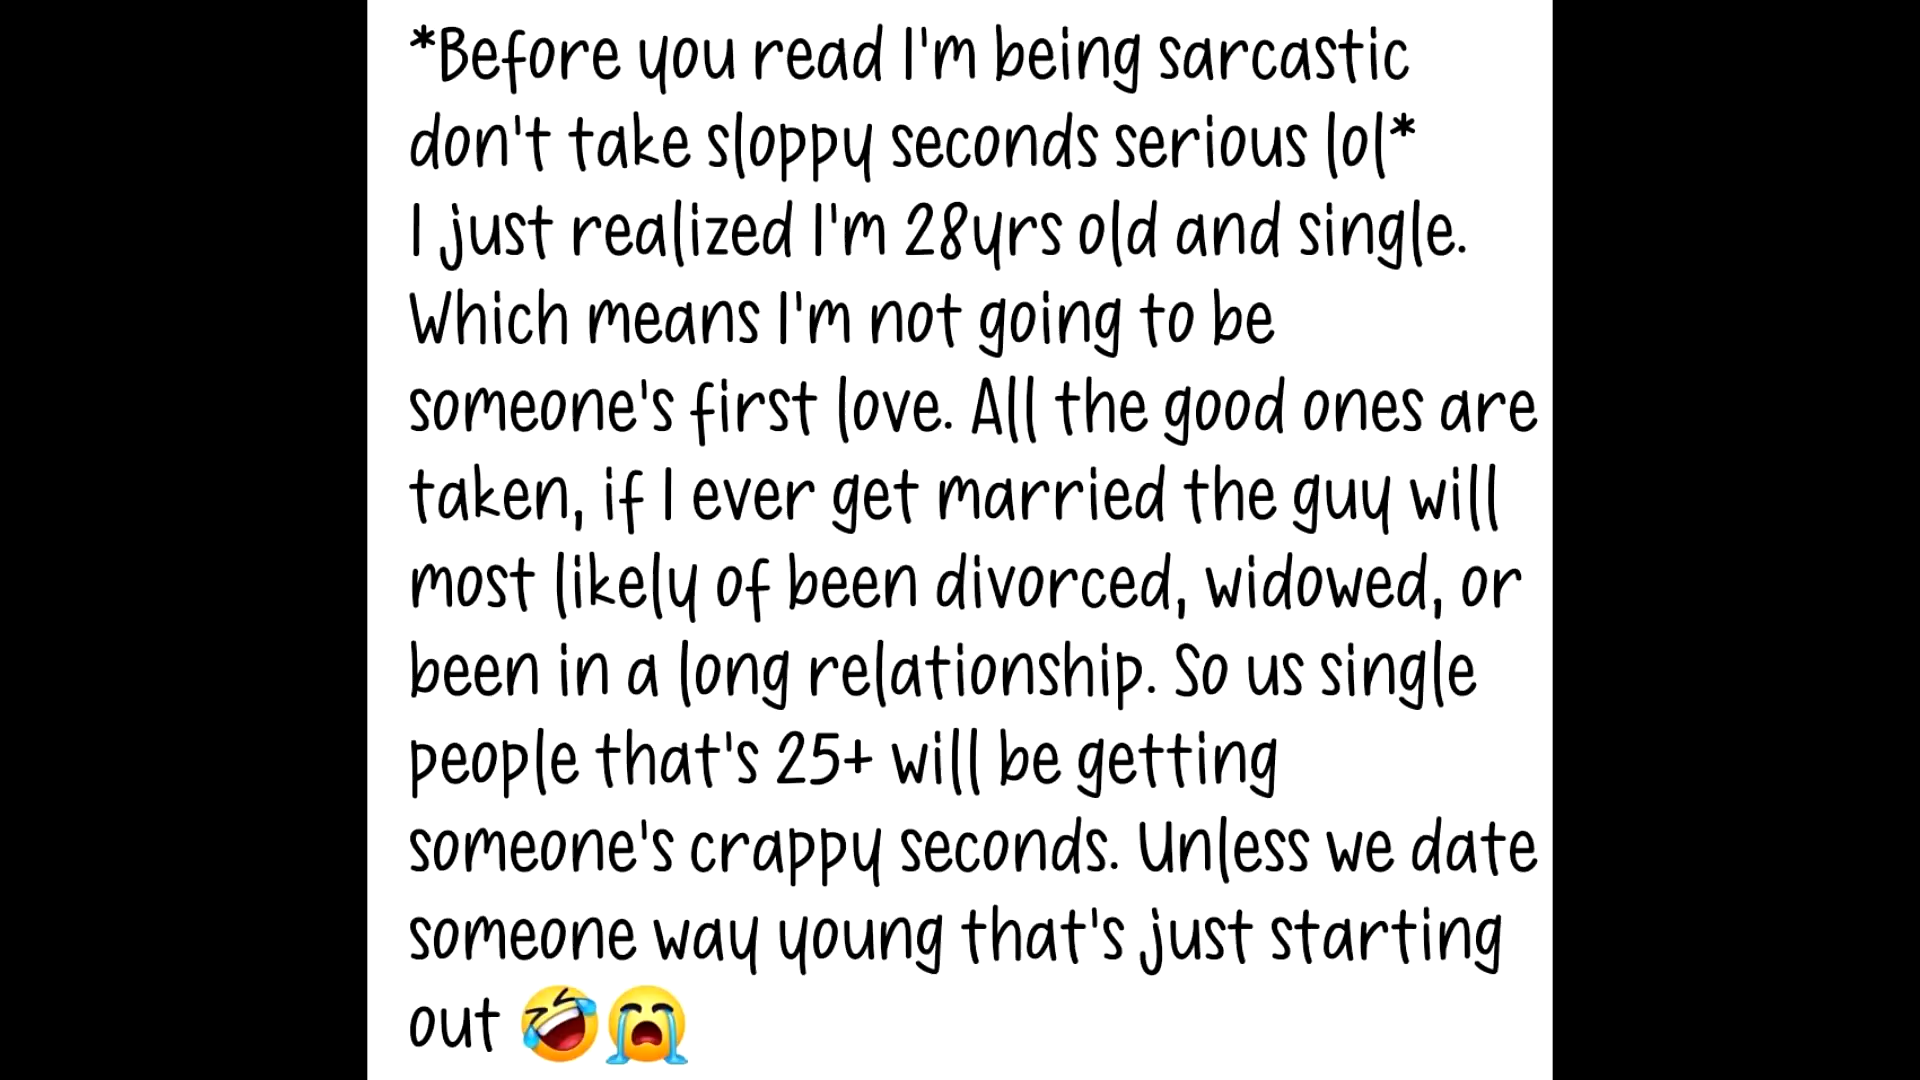 *Before you read I'm being sarcastic
don't take sloppy seconds serious lol*
I just realized I'm 28yrs old and single.
Which means I'm not going to be
someone's first love. All the good ones are
taken, if I ever get married the guy will
most likely of been divorced, widowed, or
been in a long relationship. So us single
people that's 25+ will be getting
someone's crappy seconds. Unless we date
someone way young that's just starting
out 🤣😭